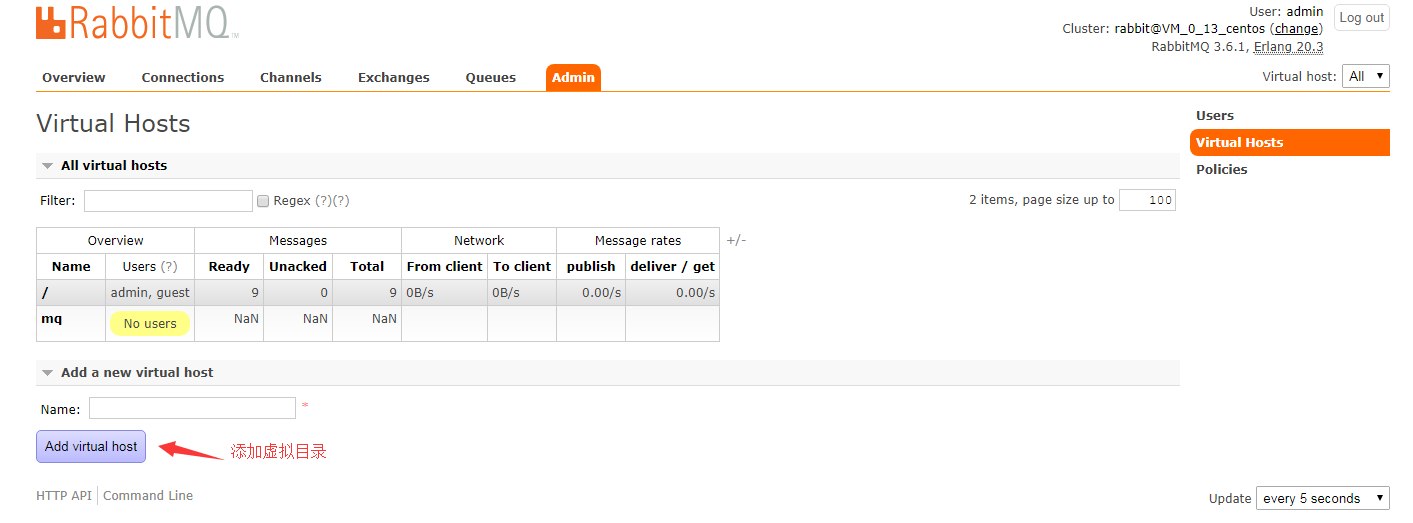 RabbitMQ™
User: admin
Cluster: rabbit@VM_0_13_centos (change)
RabbitMQ 3.6.1, Erlang 20.3
Log out
Overview Connections Channels Exchanges Queues Admin
Virtual host: All
Virtual Hosts
Users
Virtual Hosts
Policies
All virtual hosts
Filter: Regex (?)(?)
2 items, page size up to 100
Overview Messages Network Message rates +/-
Name Users (?) Ready Unacked Total From client To client publish deliver / get
/ admin, guest 9 0 9 0B/s 0B/s 0.00/s 0.00/s
mq No users NaN NaN NaN
Add a new virtual host
Name: *
Add virtual host 添加虚拟目录
HTTP API Command Line
Update every 5 seconds